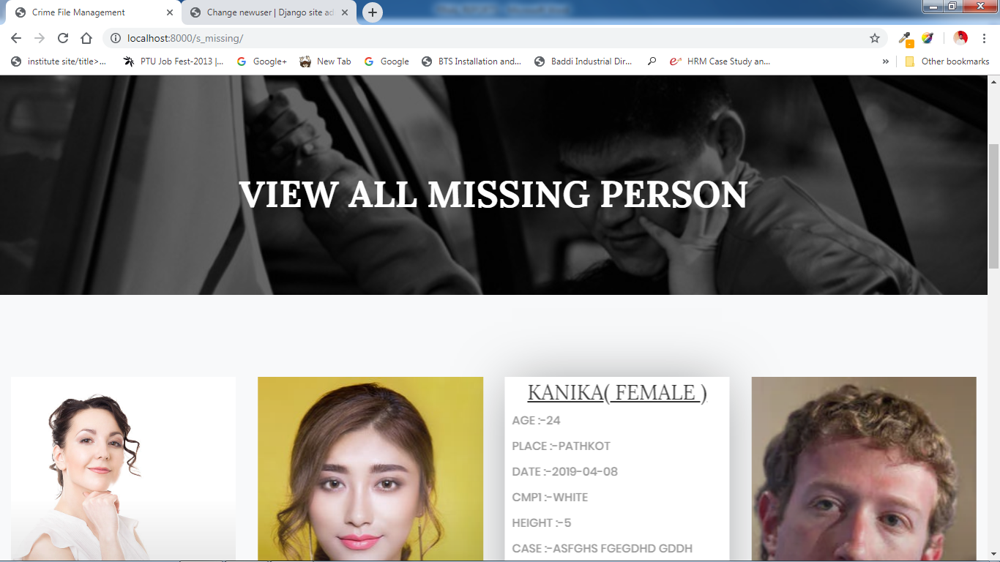 Crime File Management
Change newuser | Django site ad
localhost:8000/s_missing/
institute site/title>...
PTU Job Fest-2013 |...
Google+
New Tab
Google
BTS Installation and...
Baddi Industrial Dir...
HRM Case Study an...
»
Other bookmarks
VIEW ALL MISSING PERSON
KANIKA( FEMALE )
AGE :-24
PLACE :-PATHKOT
DATE :-2019-04-08
CMP1 :-WHITE
HEIGHT :-5
CASE :-ASFGHS FGEGDHD GDDH